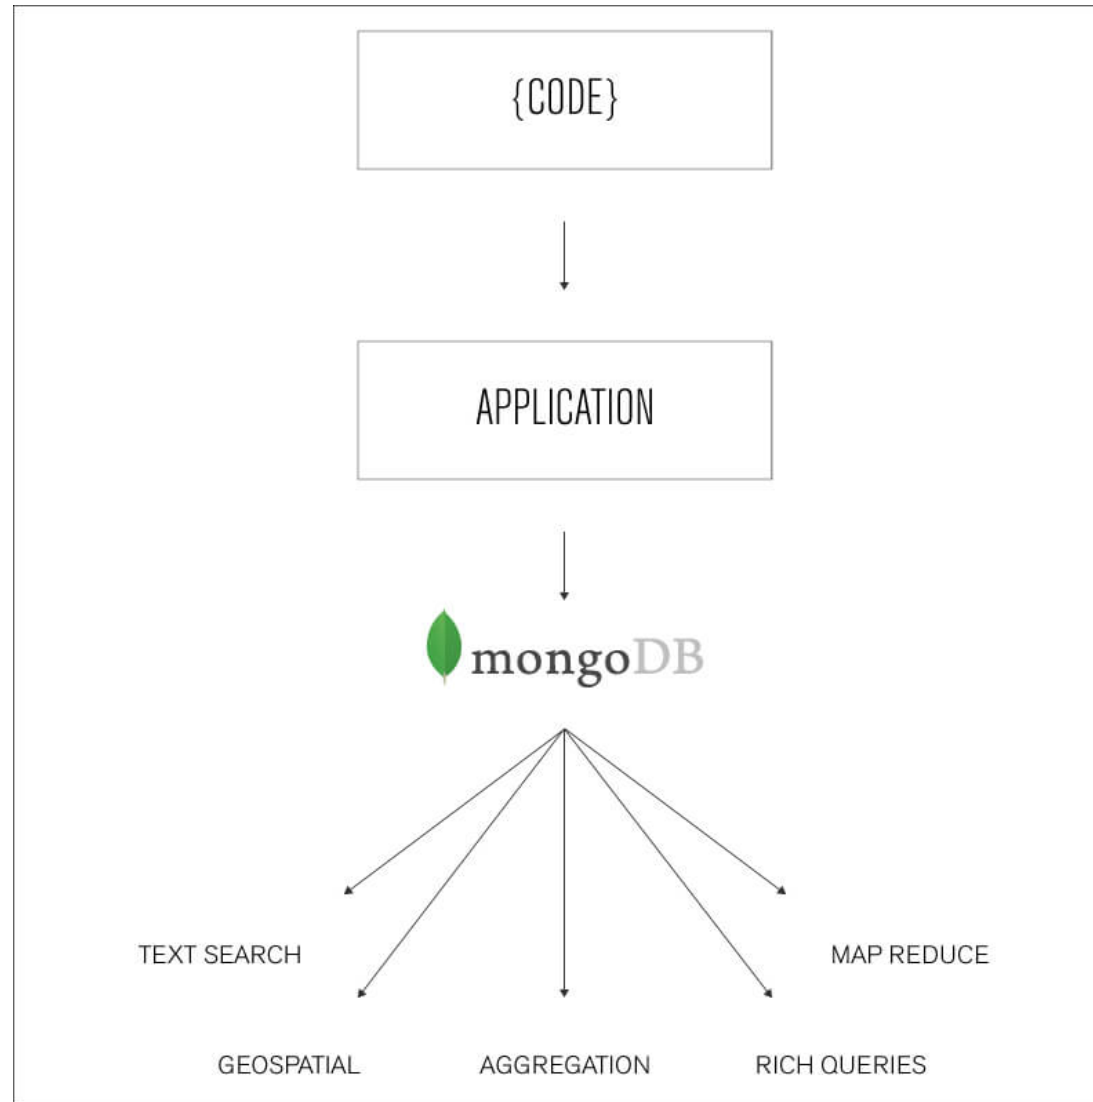 {CODE}
APPLICATION
mongoDB
TEXT SEARCH
MAP REDUCE
GEOSPATIAL
AGGREGATION
RICH QUERIES